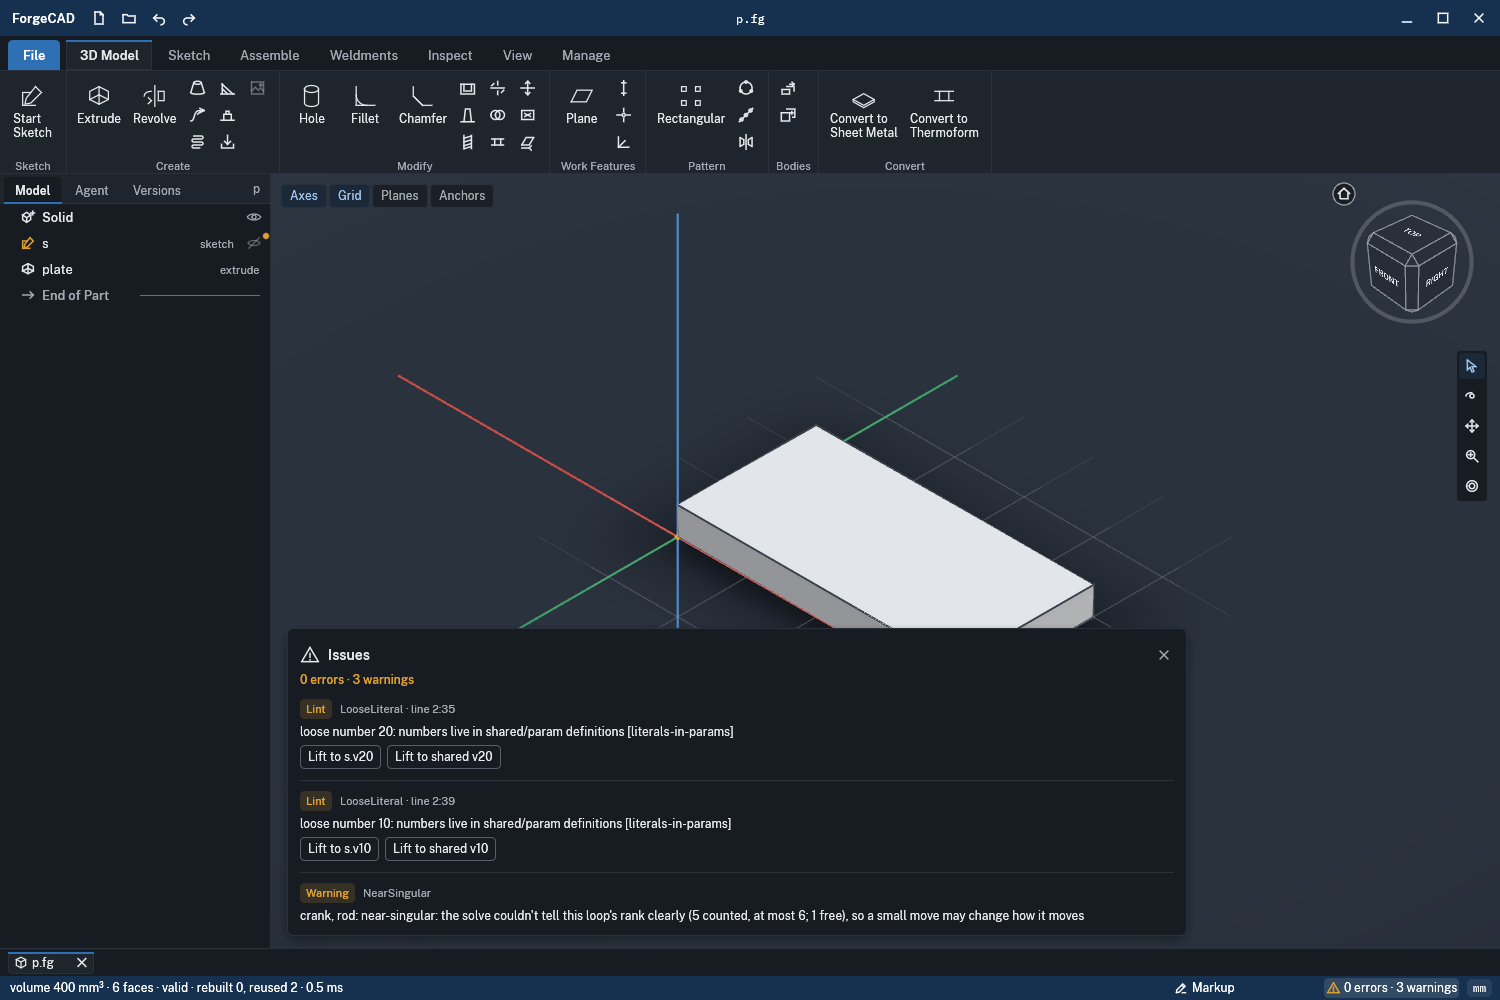 ForgeCAD
p.fg
File
3D Model
Sketch
Assemble
Weldments
Inspect
View
Manage
Start
Sketch
Extrude
Revolve
Hole
Fillet
Chamfer
Plane
Rectangular
Convert to
Sheet Metal
Convert to
Thermoform
Sketch
Create
Modify
Work Features
Pattern
Bodies
Convert
Model
Agent
Versions
p
Solid
s
sketch
plate
extrude
End of Part
Axes
Grid
Planes
Anchors
TOP
FRONT
RIGHT
Issues
0 errors · 3 warnings
Lint LooseLiteral · line 2:35
loose number 20: numbers live in shared/param definitions [literals-in-params]
Lift to s.v20 Lift to shared v20
Lint LooseLiteral · line 2:39
loose number 10: numbers live in shared/param definitions [literals-in-params]
Lift to s.v10 Lift to shared v10
Warning NearSingular
crank, rod: near-singular: the solve couldn't tell this loop's rank clearly (5 counted, at most 6; 1 free), so a small move may change how it moves
p.fg
volume 400 mm³ · 6 faces · valid · rebuilt 0, reused 2 · 0.5 ms
Markup
0 errors · 3 warnings
mm